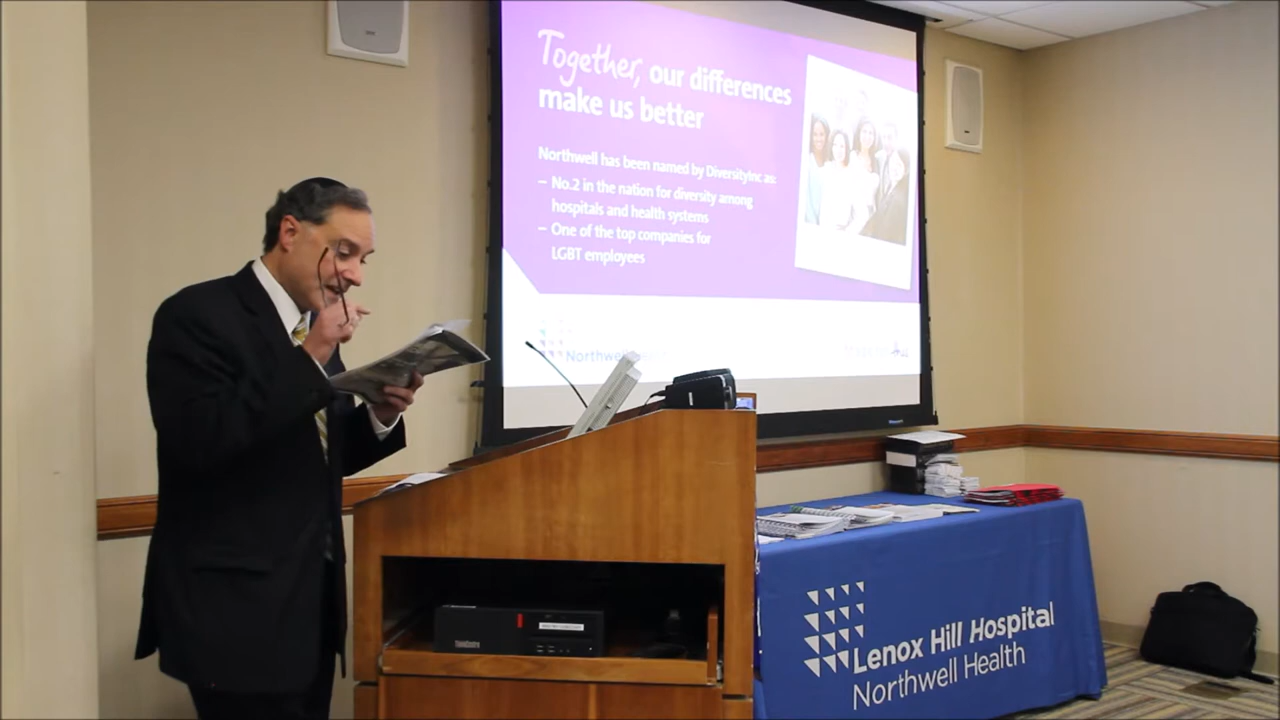 Together, our differences
make us better
Northwell has been named by DiversityInc as:
– No.2 in the nation for diversity among
hospitals and health systems
– One of the top companies for
LGBT employees
Northwell Health
Lenox Hill Hospital
Northwell Health